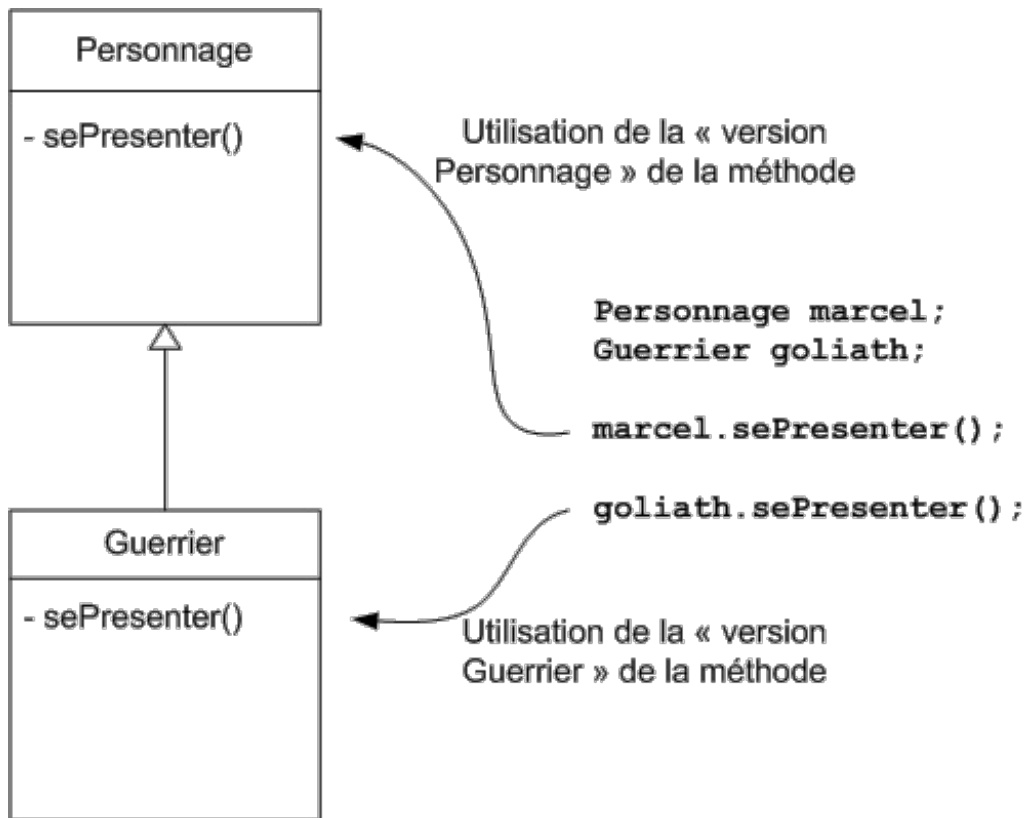 Personnage
- sePresenter()
Utilisation de la « version
Personnage » de la méthode
Personnage marcel;
Guerrier goliath;
marcel.sePresenter();
goliath.sePresenter();
Guerrier
- sePresenter()
Utilisation de la « version
Guerrier » de la méthode